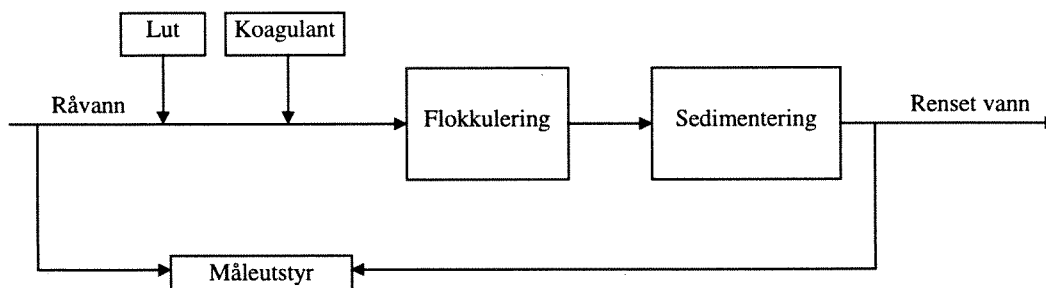 Lut
Koagulant
Råvann
Flokkulering
Sedimentering
Renset vann
Måleutstyr